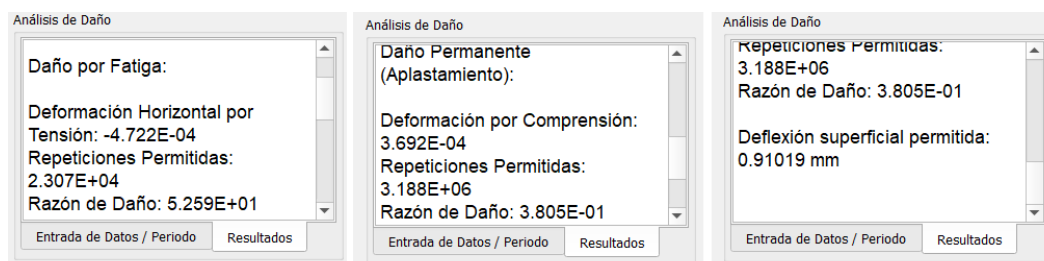 Análisis de Daño
Daño por Fatiga:
Deformación Horizontal por
Tensión: -4.722E-04
Repeticiones Permitidas:
2.307E+04
Razón de Daño: 5.259E+01
Entrada de Datos / Periodo
Resultados
Análisis de Daño
Daño Permanente
(Aplastamiento):
Deformación por Comprensión:
3.692E-04
Repeticiones Permitidas:
3.188E+06
Razón de Daño: 3.805E-01
Entrada de Datos / Periodo
Resultados
Análisis de Daño
Repeticiones Permitidas:
3.188E+06
Razón de Daño: 3.805E-01
Deflexión superficial permitida:
0.91019 mm
Entrada de Datos / Periodo
Resultados